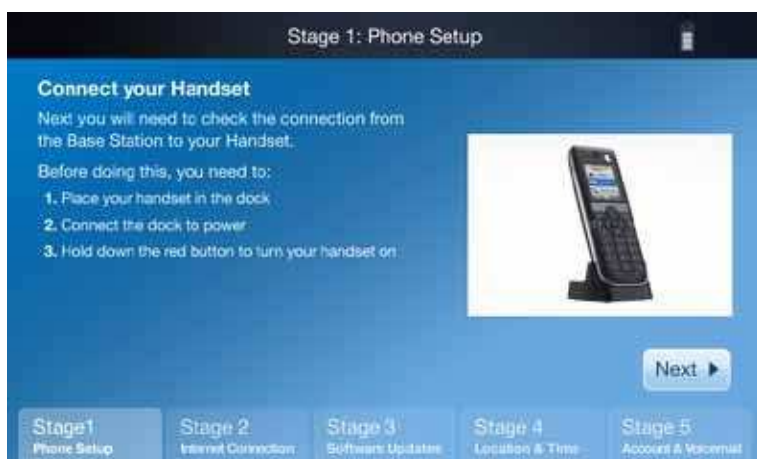 Stage 1: Phone Setup
Connect your Handset
Next you will need to check the connection from
the Base Station to your Handset.
Before doing this, you need to:
1. Place your handset in the dock
2. Connect the dock to power
3. Hold down the red button to turn your handset on
Next
Stage1 Stage 2 Stage 3 Stage 4 Stage 5
Phone Setup Internet Connection Software Updates Location & Time Account & Voicemail